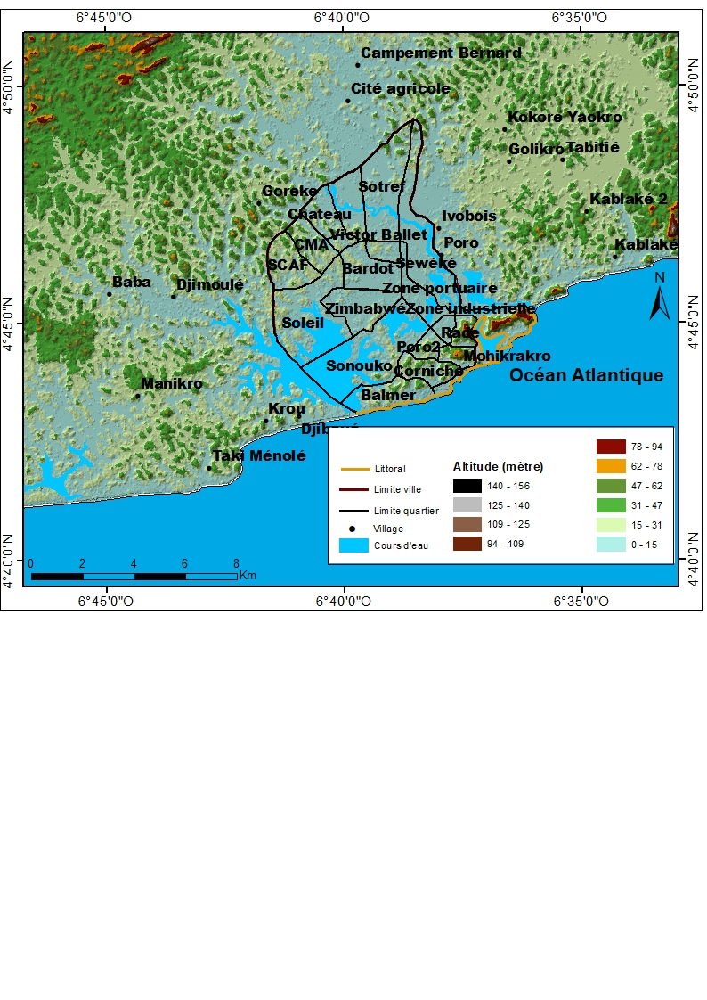 6°45'0"O 6°40'0"O 6°35'0"O
4°50'0"N
4°50'0"N
Campement Bernard
Cité agricole
Kokore Yaokro
Golikro Tabitié
Sotref
Goreke
Kablaké 2
Chateau
Ivobois
Victor Ballet
CMA
Poro
Kablaké
SCAF
Bardot
Séwéké
Baba
Djimoulé
Zone portuaire
N
4°45'0"N
4°45'0"N
Zimbabwé Zone industrielle
Soleil
Rade
Poro2
Mohikrakro
Sonouko
Corniche
Océan Atlantique
Manikro
Balmer
Krou
Taki Ménolé
Littoral
Limite ville
Limite quartier
Village
Cours d'eau
Altitude (mètre)
140 - 156
125 - 140
109 - 125
94 - 109
78 - 94
62 - 78
47 - 62
31 - 47
15 - 31
0 - 15
4°40'0"N
4°40'0"N
0 2 4 6 8
Km
6°45'0"O 6°40'0"O 6°35'0"O